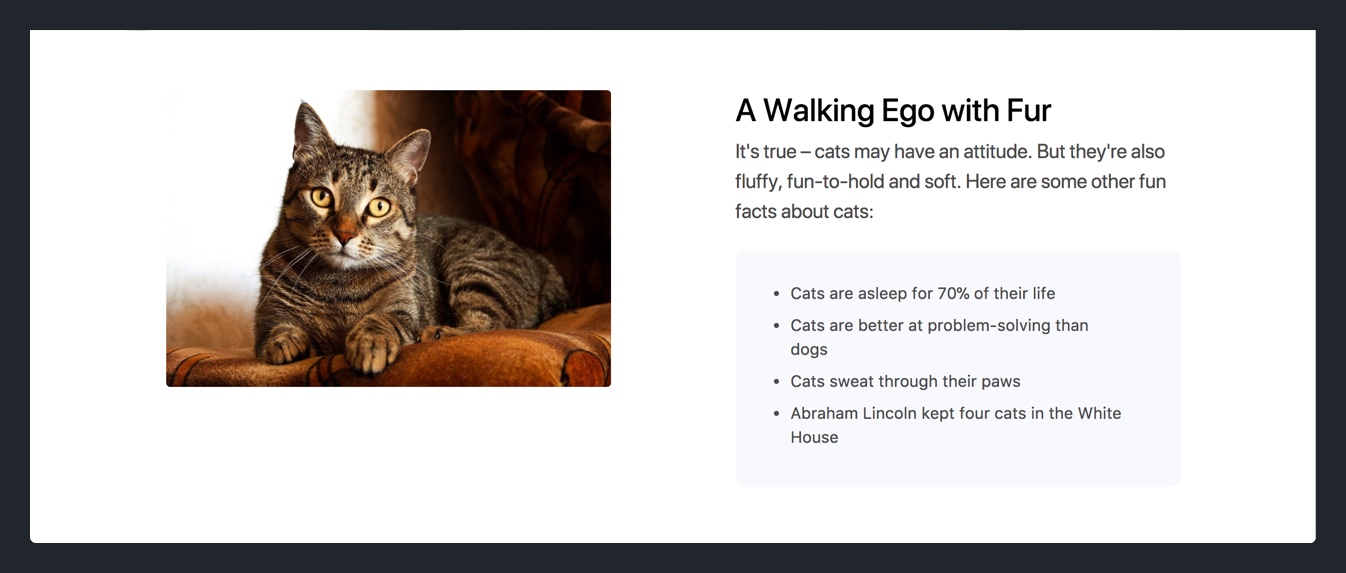 A Walking Ego with Fur
It's true – cats may have an attitude. But they're also
fluffy, fun-to-hold and soft. Here are some other fun
facts about cats:
• Cats are asleep for 70% of their life
• Cats are better at problem-solving than
dogs
• Cats sweat through their paws
• Abraham Lincoln kept four cats in the White
House